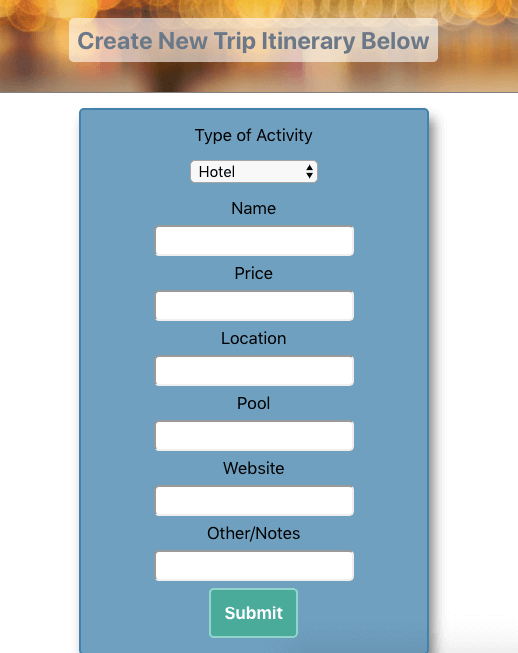 Create New Trip Itinerary Below
Type of Activity
Hotel
Name
Price
Location
Pool
Website
Other/Notes
Submit